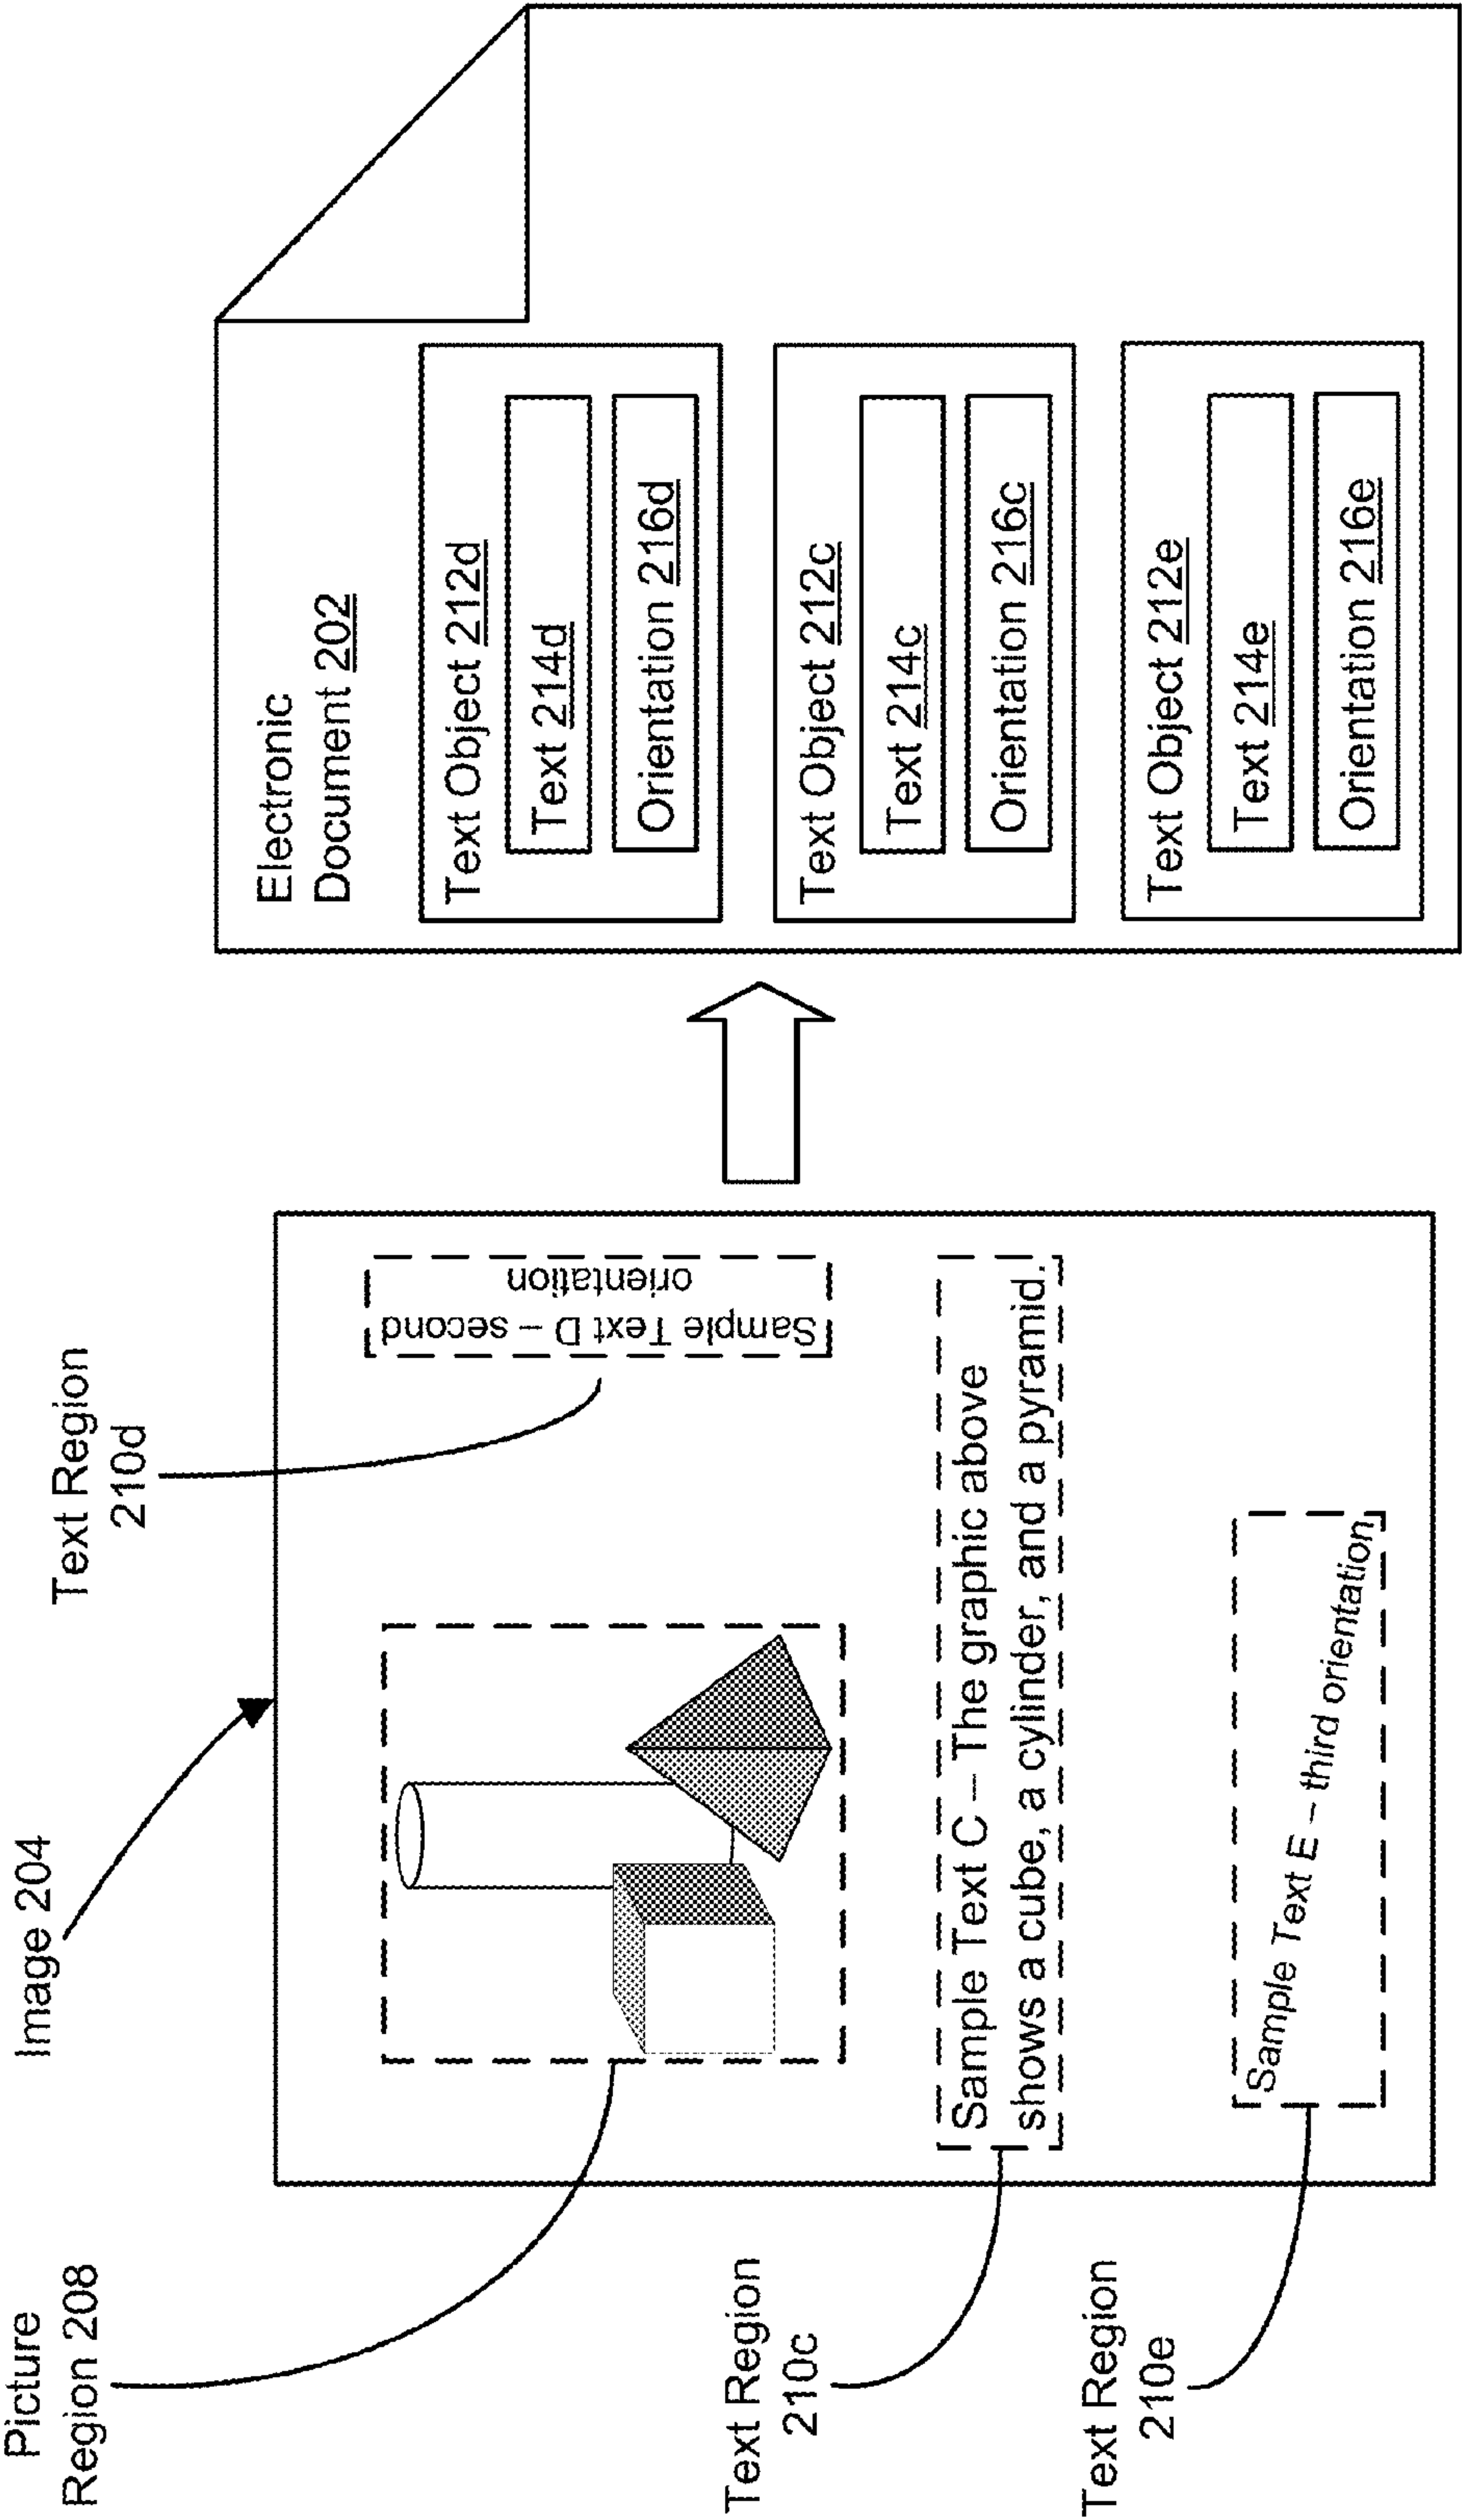 Image 204
Text Region
210d
Picture
Region 208
Sample Text D – second
orientation
Sample Text C – The graphic above
shows a cube, a cylinder, and a pyramid.
Text Region
210c
Sample Text E – third orientation
Text Region
210e
Electronic
Document 202
Text Object 212d
Text 214d
Orientation 216d
Text Object 212c
Text 214c
Orientation 216c
Text Object 212e
Text 214e
Orientation 216e